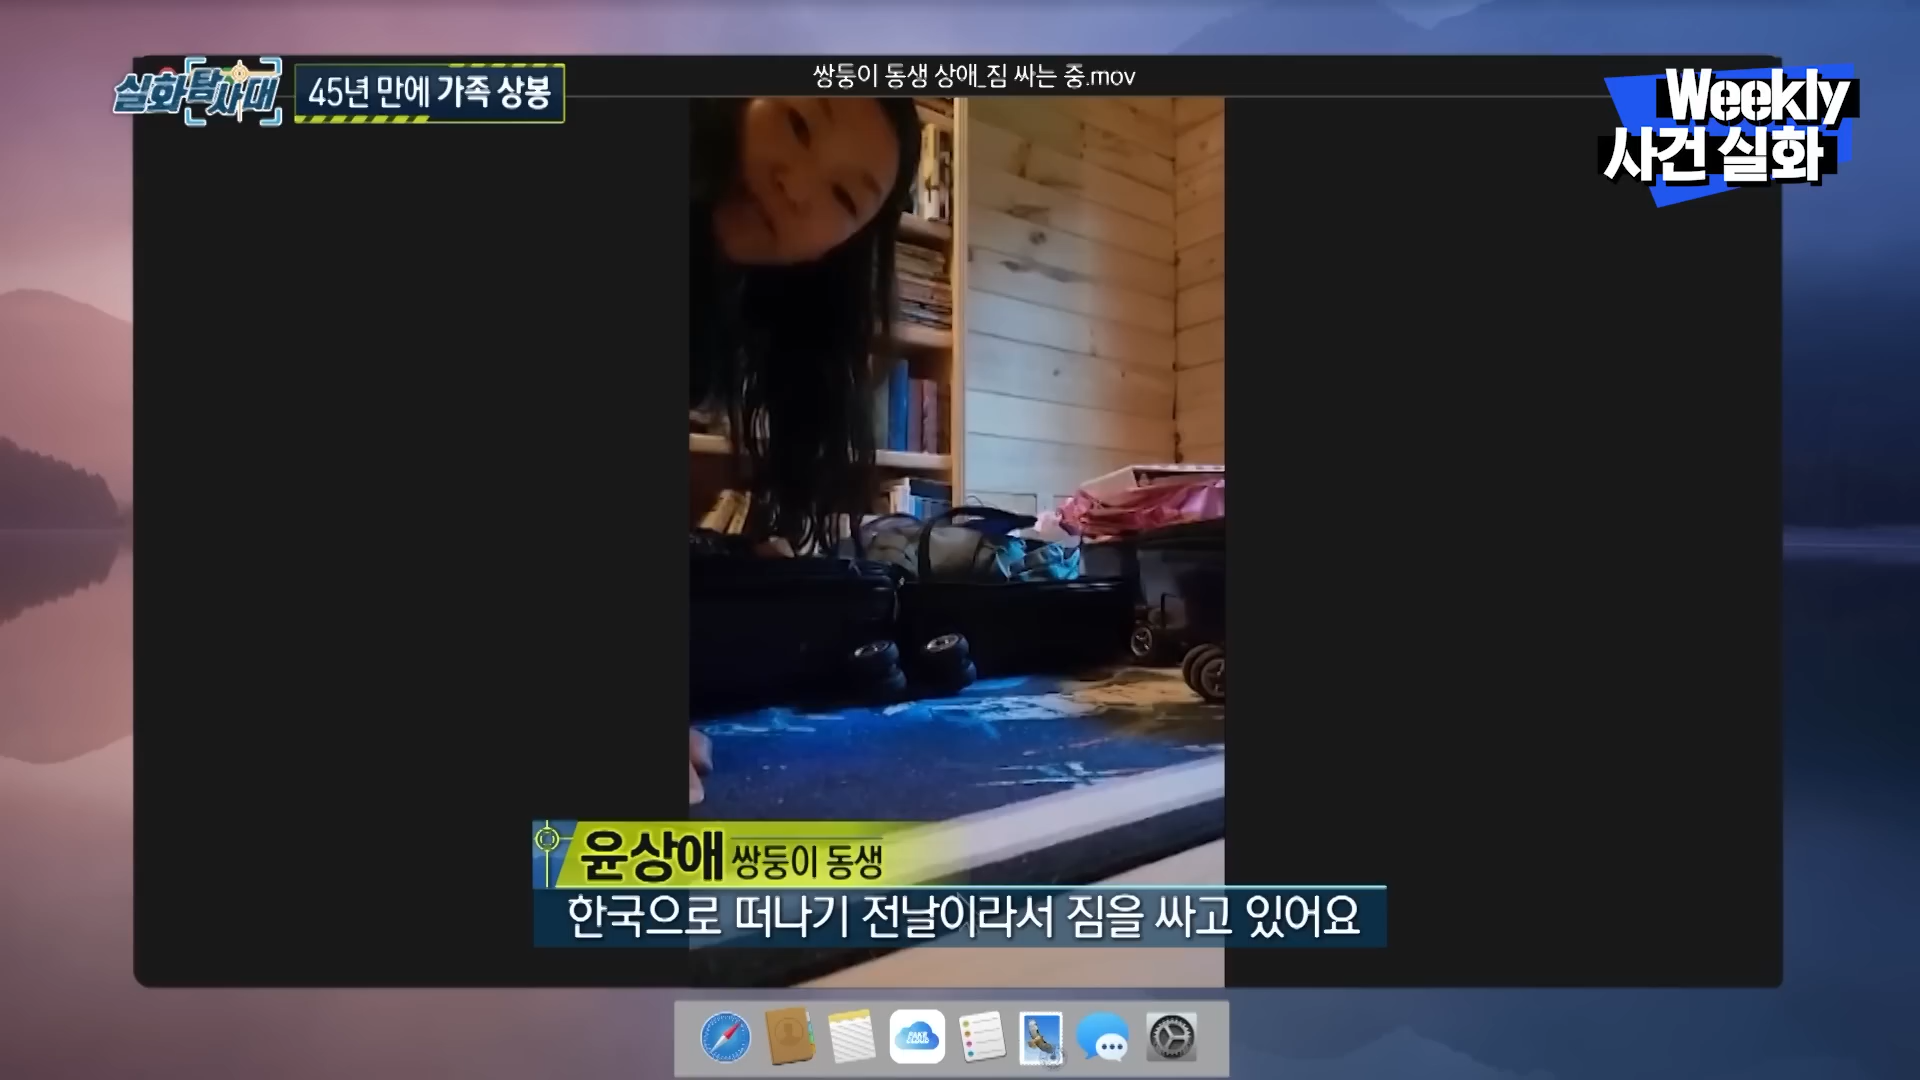 실화탐사대
45년 만에 가족 상봉
쌍둥이 동생 상애_짐 싸는 중.mov
Weekly
사건 실화
윤상애 쌍둥이 동생
한국으로 떠나기 전날이라서 짐을 싸고 있어요